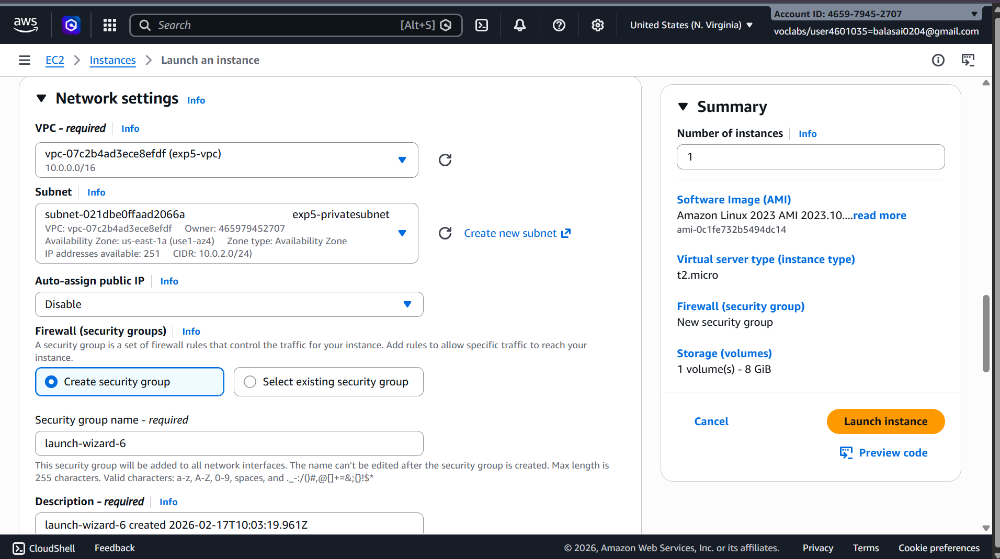 aws
Search [Alt+S]
United States (N. Virginia)
Account ID: 4659-7945-2707
voclabs/user4601035=balasai0204@gmail.com
EC2 Instances Launch an instance
Network settings Info
VPC - required Info
vpc-07c2b4ad3ece8efdf (exp5-vpc)
10.0.0.0/16
Subnet Info
subnet-021dbe0ffaad2066a exp5-privatesubnet
VPC: vpc-07c2b4ad3ece8efdf Owner: 465979452707
Availability Zone: us-east-1a (use1-az4) Zone type: Availability Zone
IP addresses available: 251 CIDR: 10.0.2.0/24)
Create new subnet
Auto-assign public IP Info
Disable
Firewall (security groups) Info
A security group is a set of firewall rules that control the traffic for your instance. Add rules to allow specific traffic to reach your
instance.
Create security group Select existing security group
Security group name - required
launch-wizard-6
This security group will be added to all network interfaces. The name can't be edited after the security group is created. Max length is
255 characters. Valid characters: a-z, A-Z, 0-9, spaces, and ._-:/()#,@[]+=&;{}!$*
Description - required Info
launch-wizard-6 created 2026-02-17T10:03:19.961Z
Summary
Number of instances Info
1
Software Image (AMI)
Amazon Linux 2023 AMI 2023.10....read more
ami-0c1fe732b5494dc14
Virtual server type (instance type)
t2.micro
Firewall (security group)
New security group
Storage (volumes)
1 volume(s) - 8 GiB
Cancel Launch instance
Preview code
CloudShell Feedback © 2026, Amazon Web Services, Inc. or its affiliates. Privacy Terms Cookie preferences